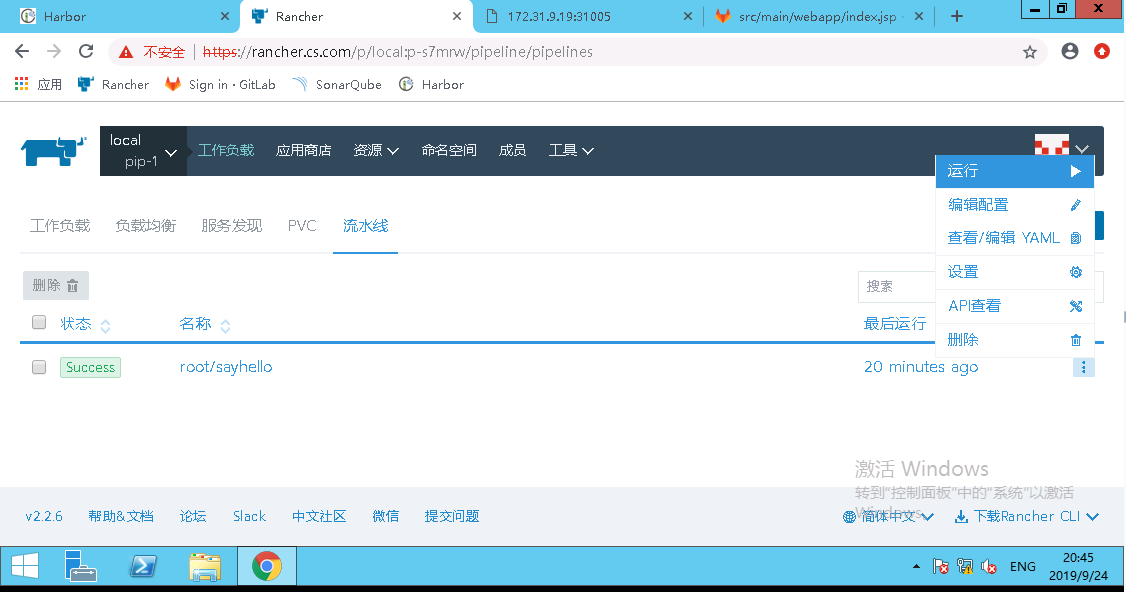 Harbor
Rancher
172.31.9.19:31005
src/main/webapp/index.jsp
不安全
https://rancher.cs.com/p/local:p-s7mrw/pipeline/pipelines
应用
Rancher
Sign in · GitLab
SonarQube
Harbor
local
pip-1
工作负载
应用商店
资源
命名空间
成员
工具
运行
编辑配置
查看/编辑 YAML
设置
API查看
删除
工作负载
负载均衡
服务发现
PVC
流水线
删除
搜索
状态
名称
最后运行
Success
root/sayhello
20 minutes ago
激活 Windows
转到"控制面板"中的"系统"以激活
Windows。
v2.2.6
帮助&文档
论坛
Slack
中文社区
微信
提交问题
简体中文
下载Rancher CLI
ENG
20:45
2019/9/24